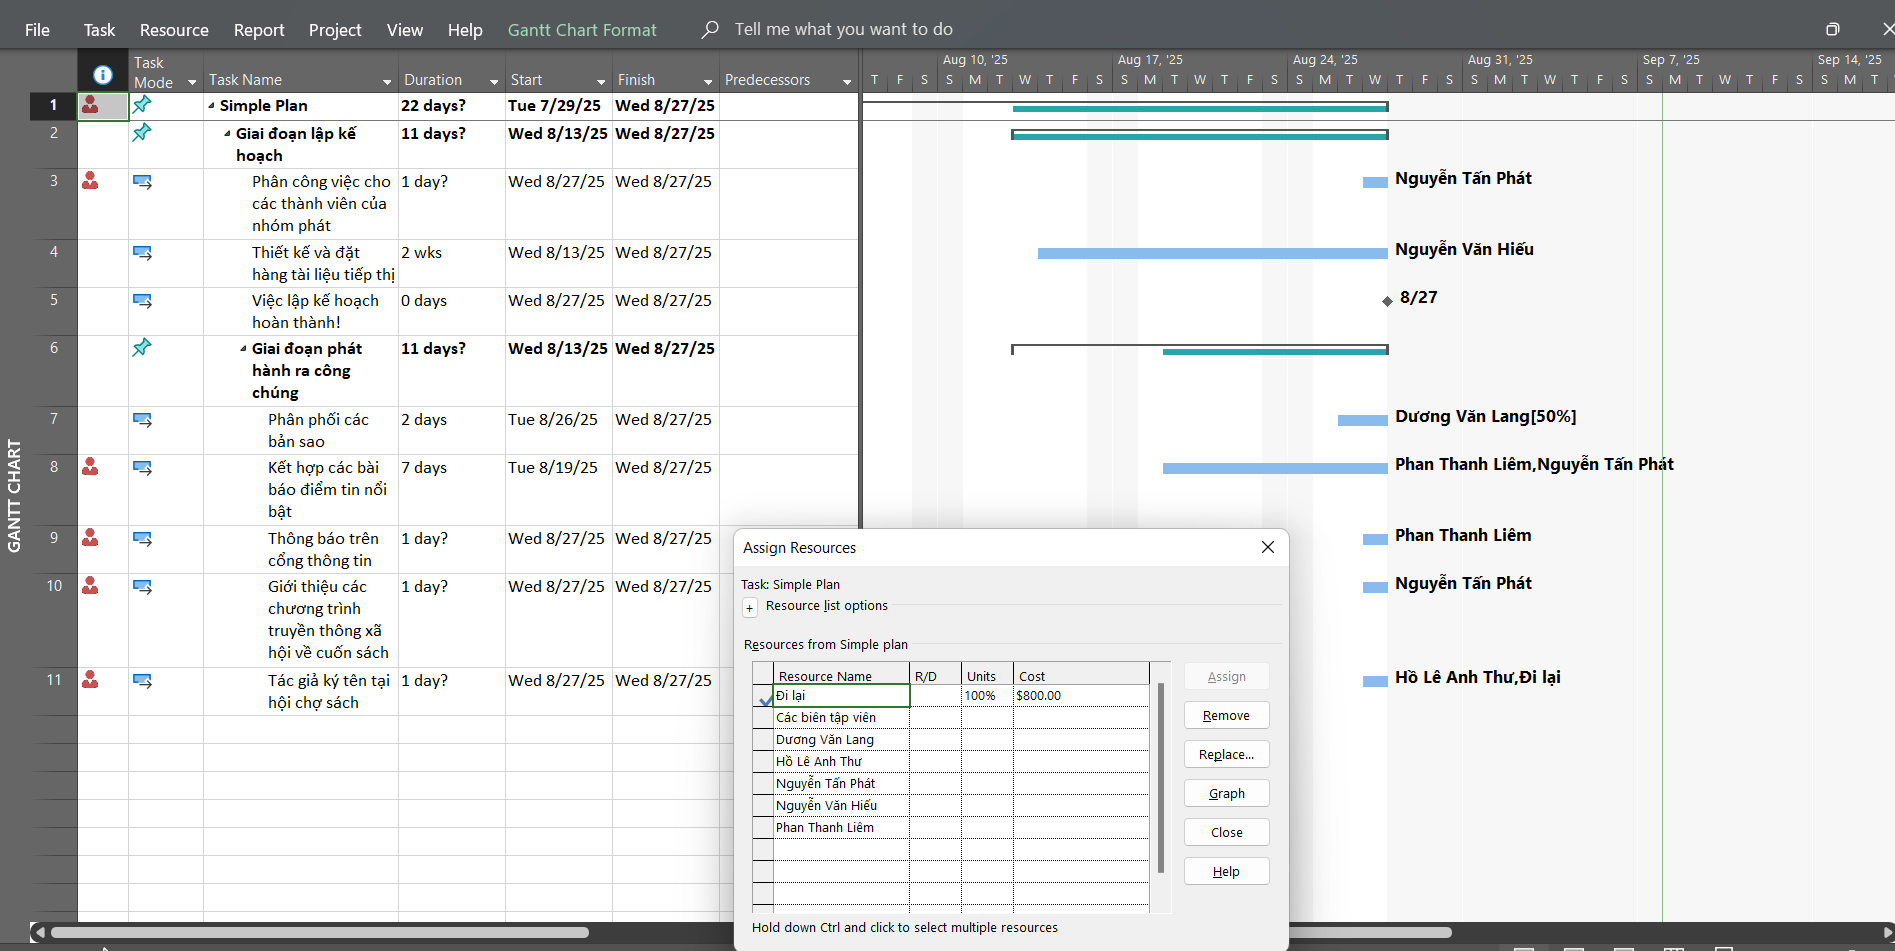 File Task Resource Report Project View Help Gantt Chart Format Tell me what you want to do
Task Mode Task Name Duration Start Finish Predecessors
Aug 10, '25 Aug 17, '25 Aug 24, '25 Aug 31, '25 Sep 7, '25 Sep 14, '25
T F S S M T W T F S S M T W T F S S M T W T F S S M T W T F S S M T W T F S S M T
1 Simple Plan 22 days? Tue 7/29/25 Wed 8/27/25
2 Giai đoạn lập kế 11 days? Wed 8/13/25 Wed 8/27/25
hoạch
3 Phân công việc cho 1 day? Wed 8/27/25 Wed 8/27/25 Nguyễn Tấn Phát
các thành viên của
nhóm phát
4 Thiết kế và đặt 2 wks Wed 8/13/25 Wed 8/27/25 Nguyễn Văn Hiếu
hàng tài liệu tiếp thị
5 Việc lập kế hoạch 0 days Wed 8/27/25 Wed 8/27/25 8/27
hoàn thành!
6 Giai đoạn phát 11 days? Wed 8/13/25 Wed 8/27/25
hành ra công
chúng
7 Phân phối các 2 days Tue 8/26/25 Wed 8/27/25 Dương Văn Lang[50%]
bản sao
8 Kết hợp các bài 7 days Tue 8/19/25 Wed 8/27/25 Phan Thanh Liêm,Nguyễn Tấn Phát
báo điểm tin nổi
bật
9 Thông báo trên 1 day? Wed 8/27/25 Wed 8/27/25 Phan Thanh Liêm
cổng thông tin
10 Giới thiệu các 1 day? Wed 8/27/25 Wed 8/27/25 Nguyễn Tấn Phát
chương trình
truyền thông xã
hội về cuốn sách
11 Tác giả ký tên tại 1 day? Wed 8/27/25 Wed 8/27/25 Hồ Lê Anh Thư,Đi lại
hội chợ sách
GANTT CHART
Assign Resources
Task: Simple Plan
+ Resource list options
Resources from Simple plan
Resource Name R/D Units Cost
Đi lại 100% $800.00
Các biên tập viên
Dương Văn Lang
Hồ Lê Anh Thư
Nguyễn Tấn Phát
Nguyễn Văn Hiếu
Phan Thanh Liêm
Assign
Remove
Replace...
Graph
Close
Help
Hold down Ctrl and click to select multiple resources